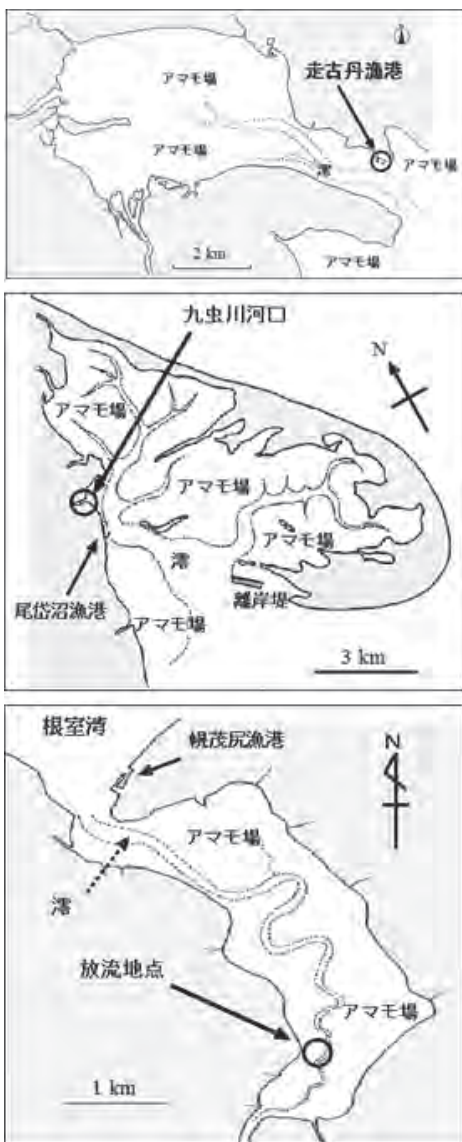 アマモ場
走古丹漁港
アマモ場
澪
アマモ場
アマモ場
2 km
九虫川河口
N
アマモ場
アマモ場
アマモ場
澪
尾岱沼漁港
離岸堤
アマモ場
3 km
根室湾
幌茂尻漁港
N
アマモ場
澪
放流地点
アマモ場
1 km